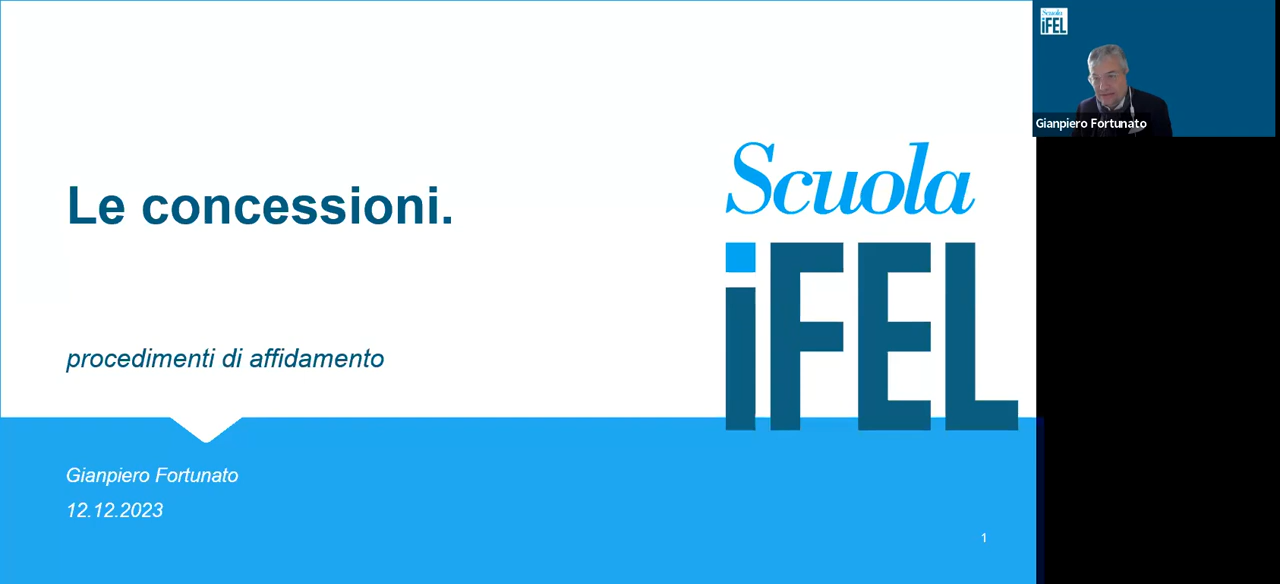 Le concessioni.
procedimenti di affidamento
Gianpiero Fortunato
12.12.2023
1
Scuola
iFEL
Scuola
iFEL
Gianpiero Fortunato